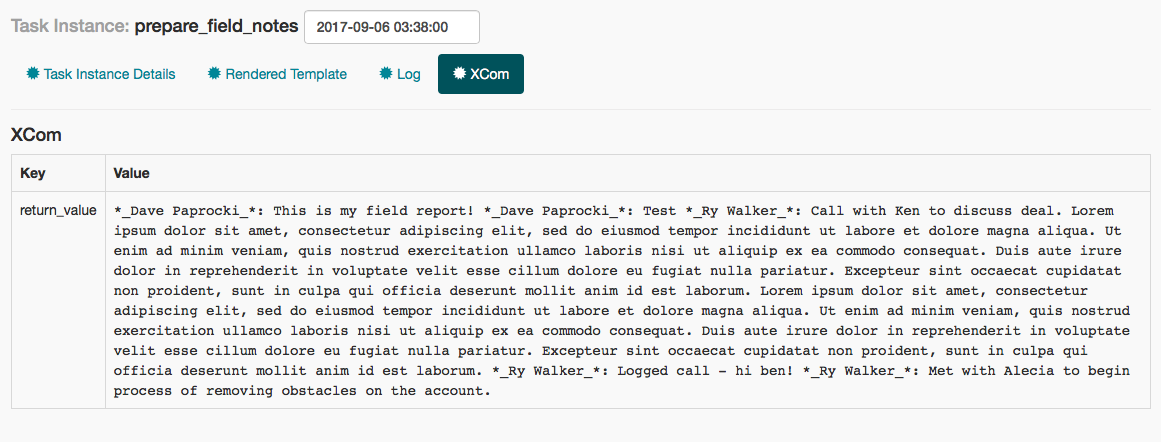 Task Instance: prepare_field_notes 2017-09-06 03:38:00
Task Instance Details Rendered Template Log XCom
XCom
Key Value
return_value *_Dave Paprocki_*: This is my field report! *_Dave Paprocki_*: Test *_Ry Walker_*: Call with Ken to discuss deal. Lorem
ipsum dolor sit amet, consectetur adipiscing elit, sed do eiusmod tempor incididunt ut labore et dolore magna aliqua. Ut
enim ad minim veniam, quis nostrud exercitation ullamco laboris nisi ut aliquip ex ea commodo consequat. Duis aute irure
dolor in reprehenderit in voluptate velit esse cillum dolore eu fugiat nulla pariatur. Excepteur sint occaecat cupidatat
non proident, sunt in culpa qui officia deserunt mollit anim id est laborum. Lorem ipsum dolor sit amet, consectetur
adipiscing elit, sed do eiusmod tempor incididunt ut labore et dolore magna aliqua. Ut enim ad minim veniam, quis nostrud
exercitation ullamco laboris nisi ut aliquip ex ea commodo consequat. Duis aute irure dolor in reprehenderit in voluptate
velit esse cillum dolore eu fugiat nulla pariatur. Excepteur sint occaecat cupidatat non proident, sunt in culpa qui
officia deserunt mollit anim id est laborum. *_Ry Walker_*: Logged call - hi ben! *_Ry Walker_*: Met with Alecia to begin
process of removing obstacles on the account.